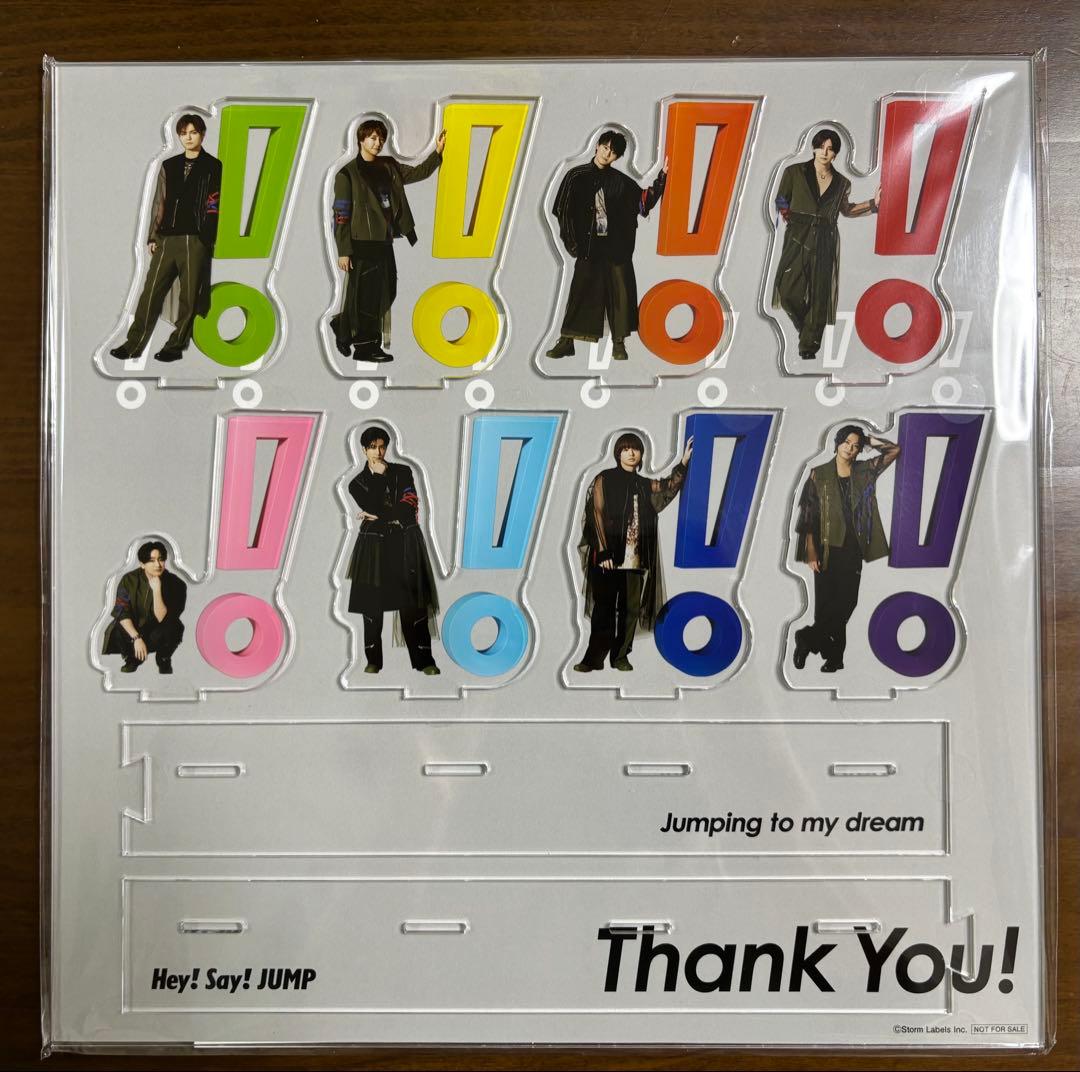 Jumping to my dream
Hey! Say! JUMP
Thank You!
©Storm Labels Inc. NOT FOR SALE